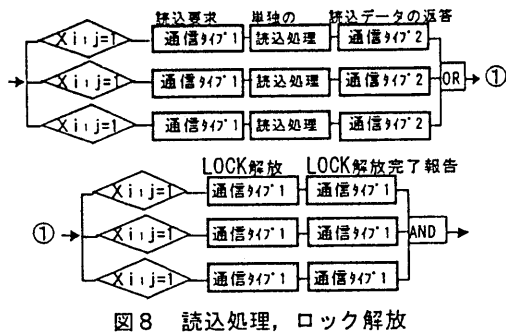 読込要求 単独の 読込データの返答
Xi,j=1 通信ﾀｲﾌﾟ1 読込処理 通信ﾀｲﾌﾟ2
Xi,j=1 通信ﾀｲﾌﾟ1 読込処理 通信ﾀｲﾌﾟ2 OR ①
Xi,j=1 通信ﾀｲﾌﾟ1 読込処理 通信ﾀｲﾌﾟ2
LOCK解放 LOCK解放完了報告
Xi,j=1 通信ﾀｲﾌﾟ1 通信ﾀｲﾌﾟ1
① Xi,j=1 通信ﾀｲﾌﾟ1 通信ﾀｲﾌﾟ1 AND
Xi,j=1 通信ﾀｲﾌﾟ1 通信ﾀｲﾌﾟ1
図8 読込処理，ロック解放